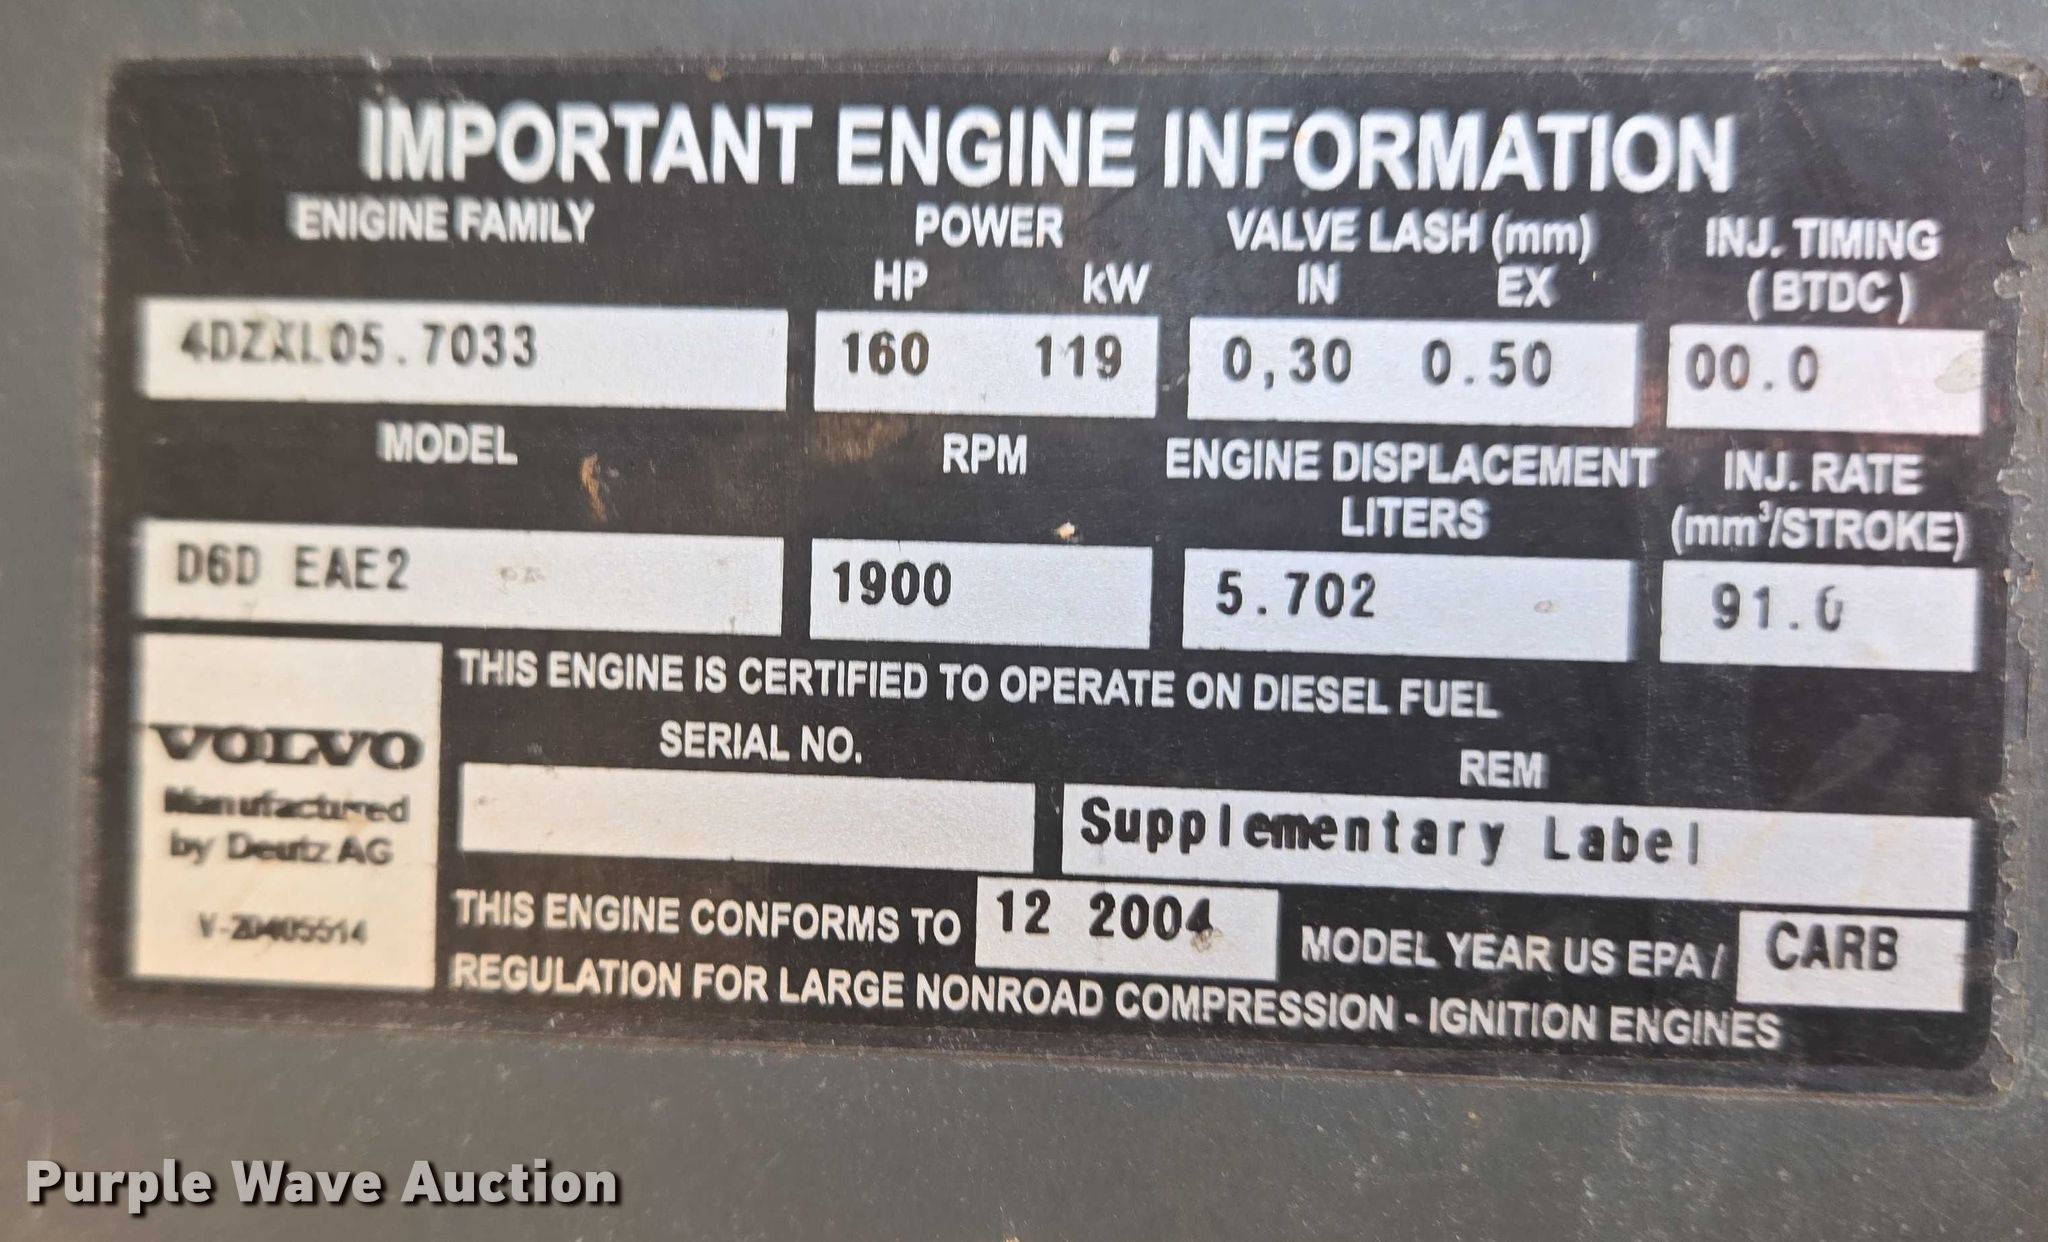 IMPORTANT ENGINE INFORMATION
ENIGINE FAMILY POWER VALVE LASH (mm) INJ. TIMING
HP kW IN EX ( BTDC )
4DZXL05.7033 160 119 0,30 0.50 00.0
MODEL RPM ENGINE DISPLACEMENT INJ. RATE
LITERS (mm³/STROKE)
D6D EAE2 1900 5.702 91.0
THIS ENGINE IS CERTIFIED TO OPERATE ON DIESEL FUEL
SERIAL NO. REM
Supplementary Label
VOLVO
Manufactured
by Deutz AG
V-20405514
THIS ENGINE CONFORMS TO 12 2004 MODEL YEAR US EPA / CARB
REGULATION FOR LARGE NONROAD COMPRESSION - IGNITION ENGINES
Purple Wave Auction